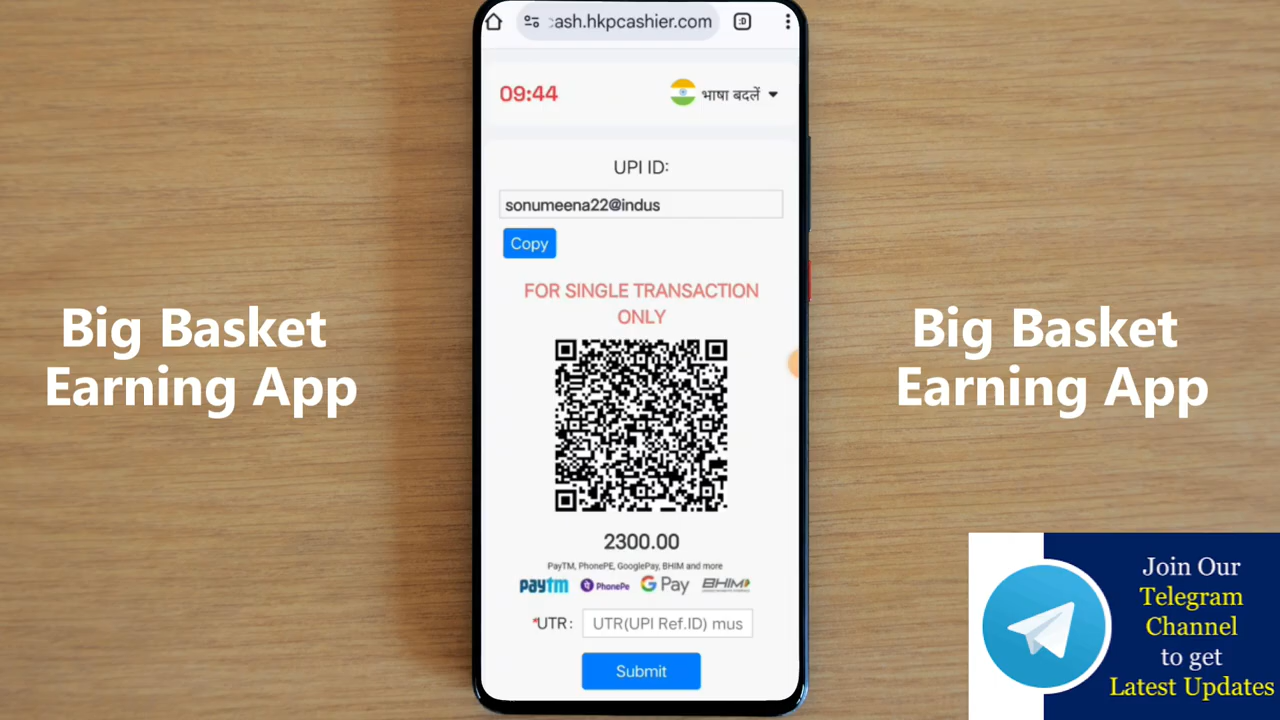 :ash.hkpcashier.com
:D
09:44
भाषा बदलें
UPI ID:
sonumeena22@indus
Copy
FOR SINGLE TRANSACTION
ONLY
2300.00
PayTM, PhonePE, GooglePay, BHIM and more
paytm PhonePe G Pay BHIM
*UTR:
UTR(UPI Ref.ID) mus
Submit
Big Basket
Earning App
Big Basket
Earning App
Join Our
Telegram
Channel
to get
Latest Updates